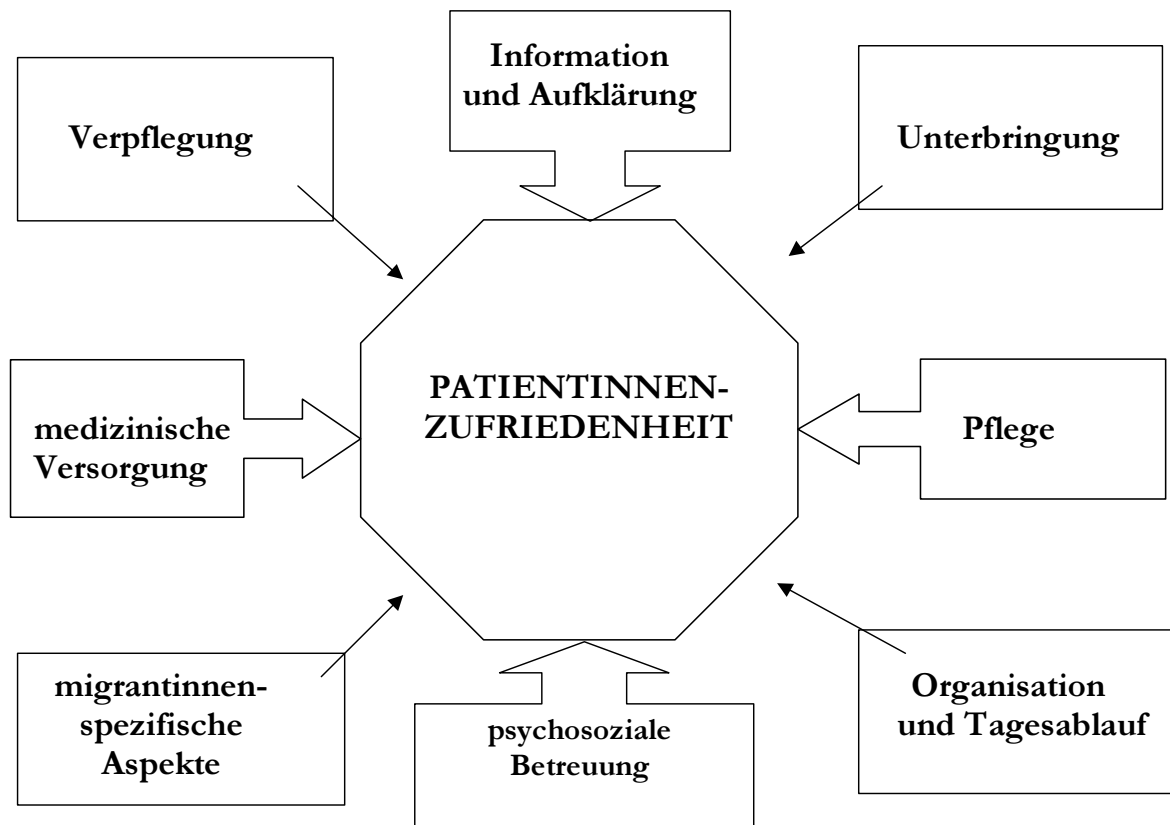 Information
und Aufklärung
Verpflegung
Unterbringung
PATIENTINNEN-
ZUFRIEDENHEIT
medizinische
Versorgung
Pflege
migrantinnen-
spezifische
Aspekte
psychosoziale
Betreuung
Organisation
und Tagesablauf